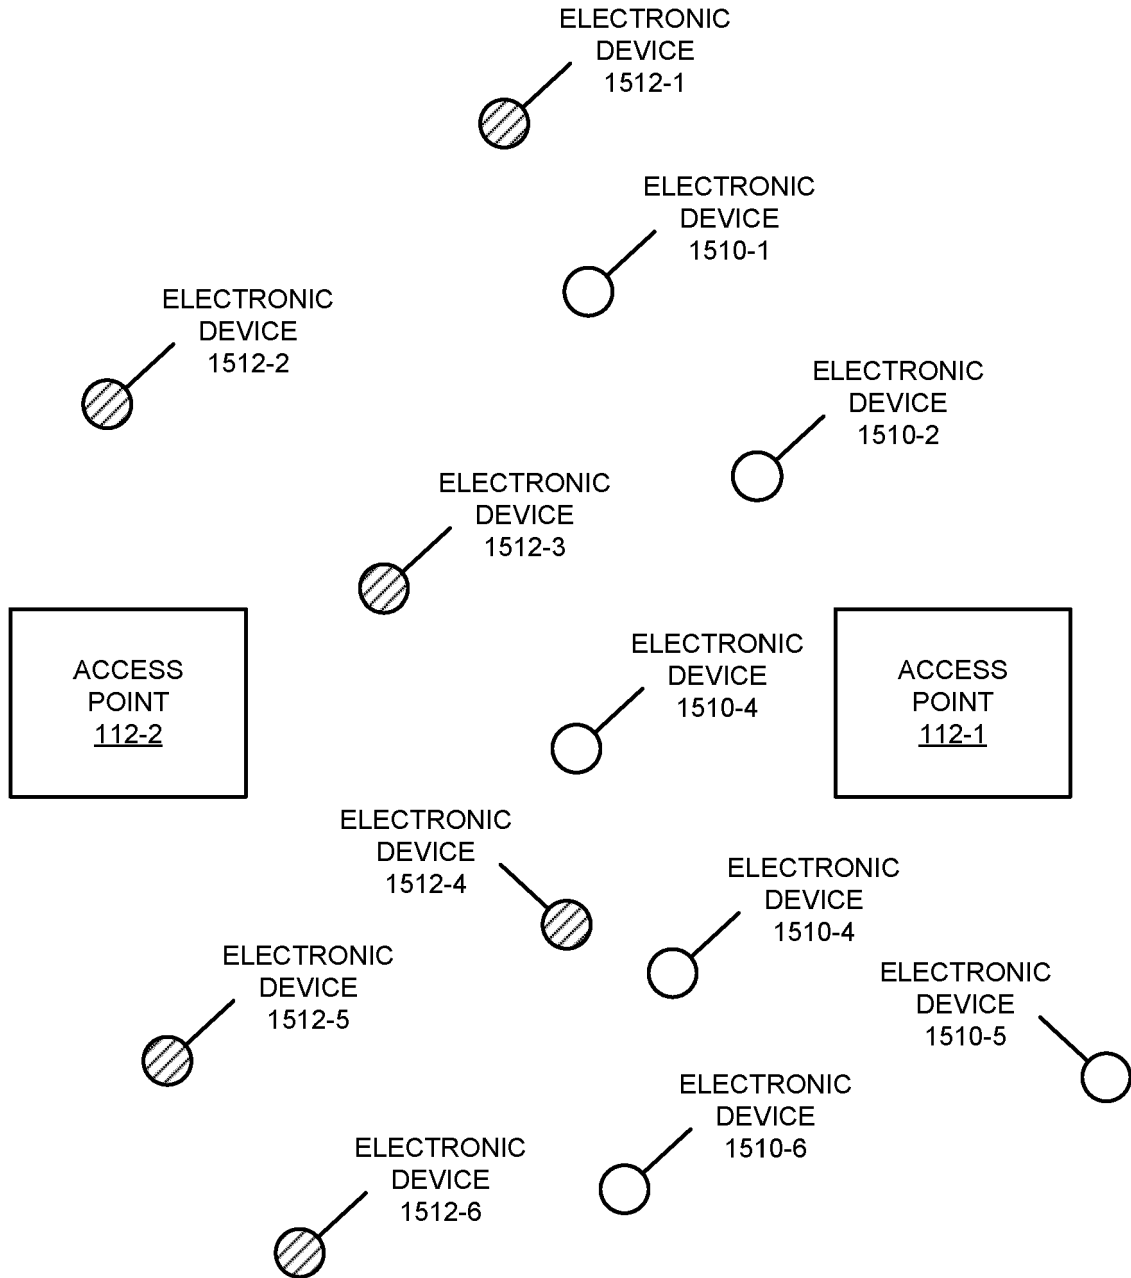 ELECTRONIC
DEVICE
1512-1
ELECTRONIC
DEVICE
1510-1
ELECTRONIC
DEVICE
1512-2
ELECTRONIC
DEVICE
1510-2
ELECTRONIC
DEVICE
1512-3
ACCESS
POINT
112-2
ELECTRONIC
DEVICE
1510-4
ACCESS
POINT
112-1
ELECTRONIC
DEVICE
1512-4
ELECTRONIC
DEVICE
1510-4
ELECTRONIC
DEVICE
1512-5
ELECTRONIC
DEVICE
1510-5
ELECTRONIC
DEVICE
1510-6
ELECTRONIC
DEVICE
1512-6